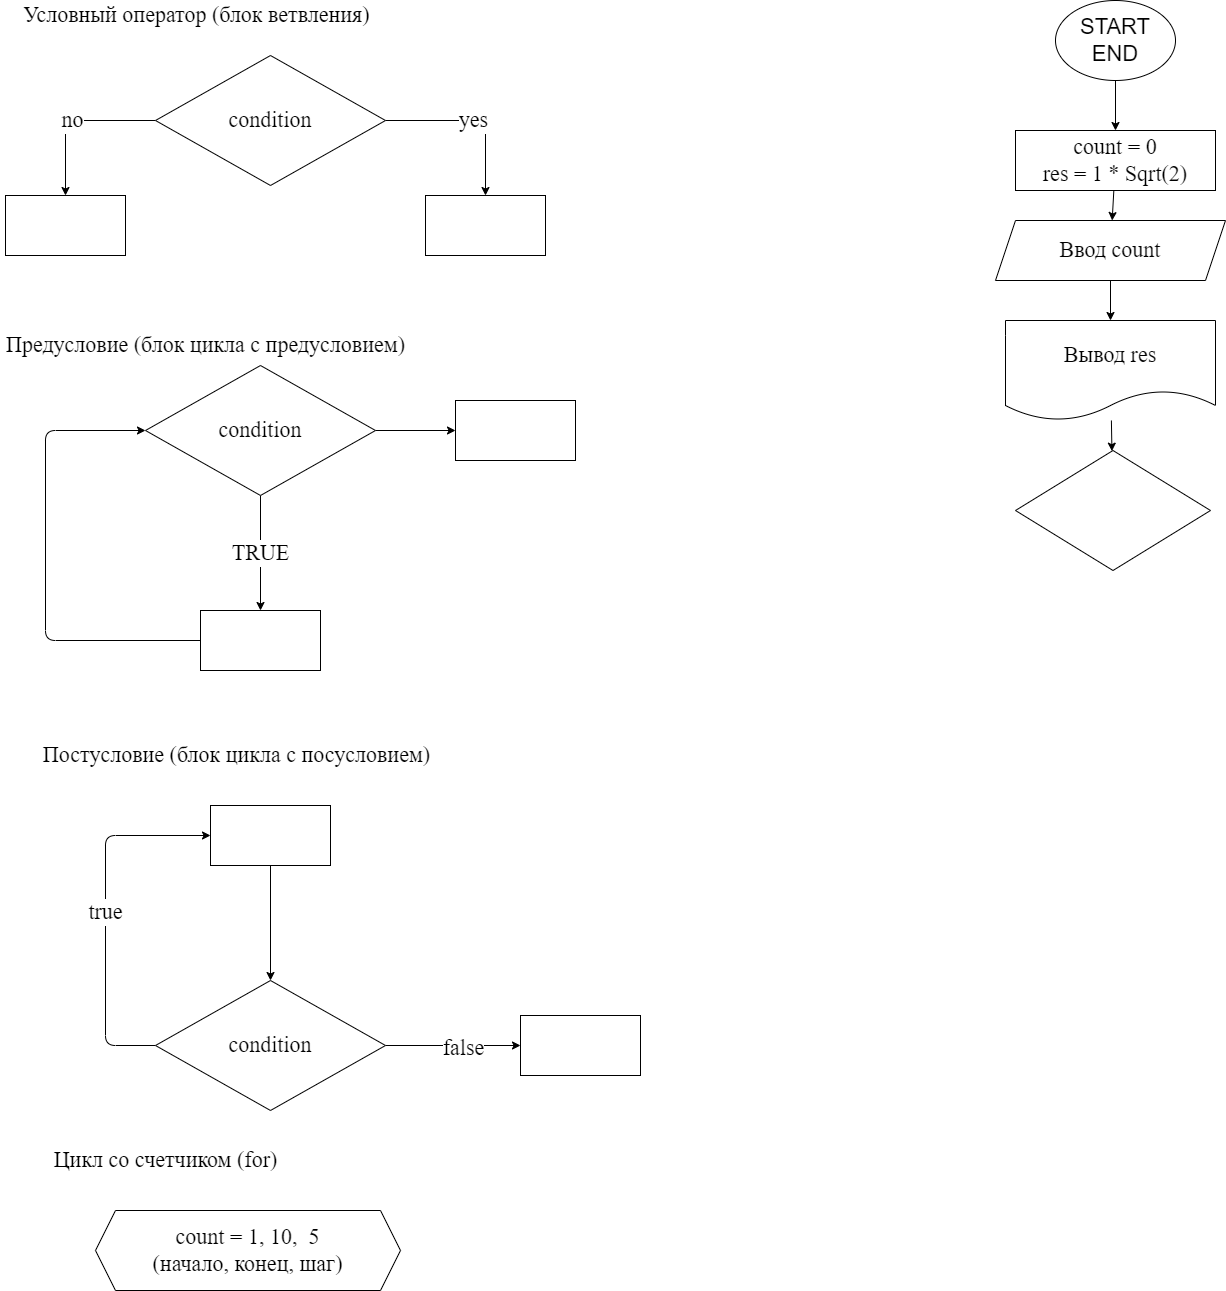 Условный оператор (блок ветвления)
condition
no
yes
Предусловие (блок цикла с предусловием)
condition
TRUE
Постусловие (блок цикла с посусловием)
true
condition
false
Цикл со счетчиком (for)
count = 1, 10,  5
(начало, конец, шаг)
START
END
count = 0
res = 1 * Sqrt(2)
Ввод count
Вывод res